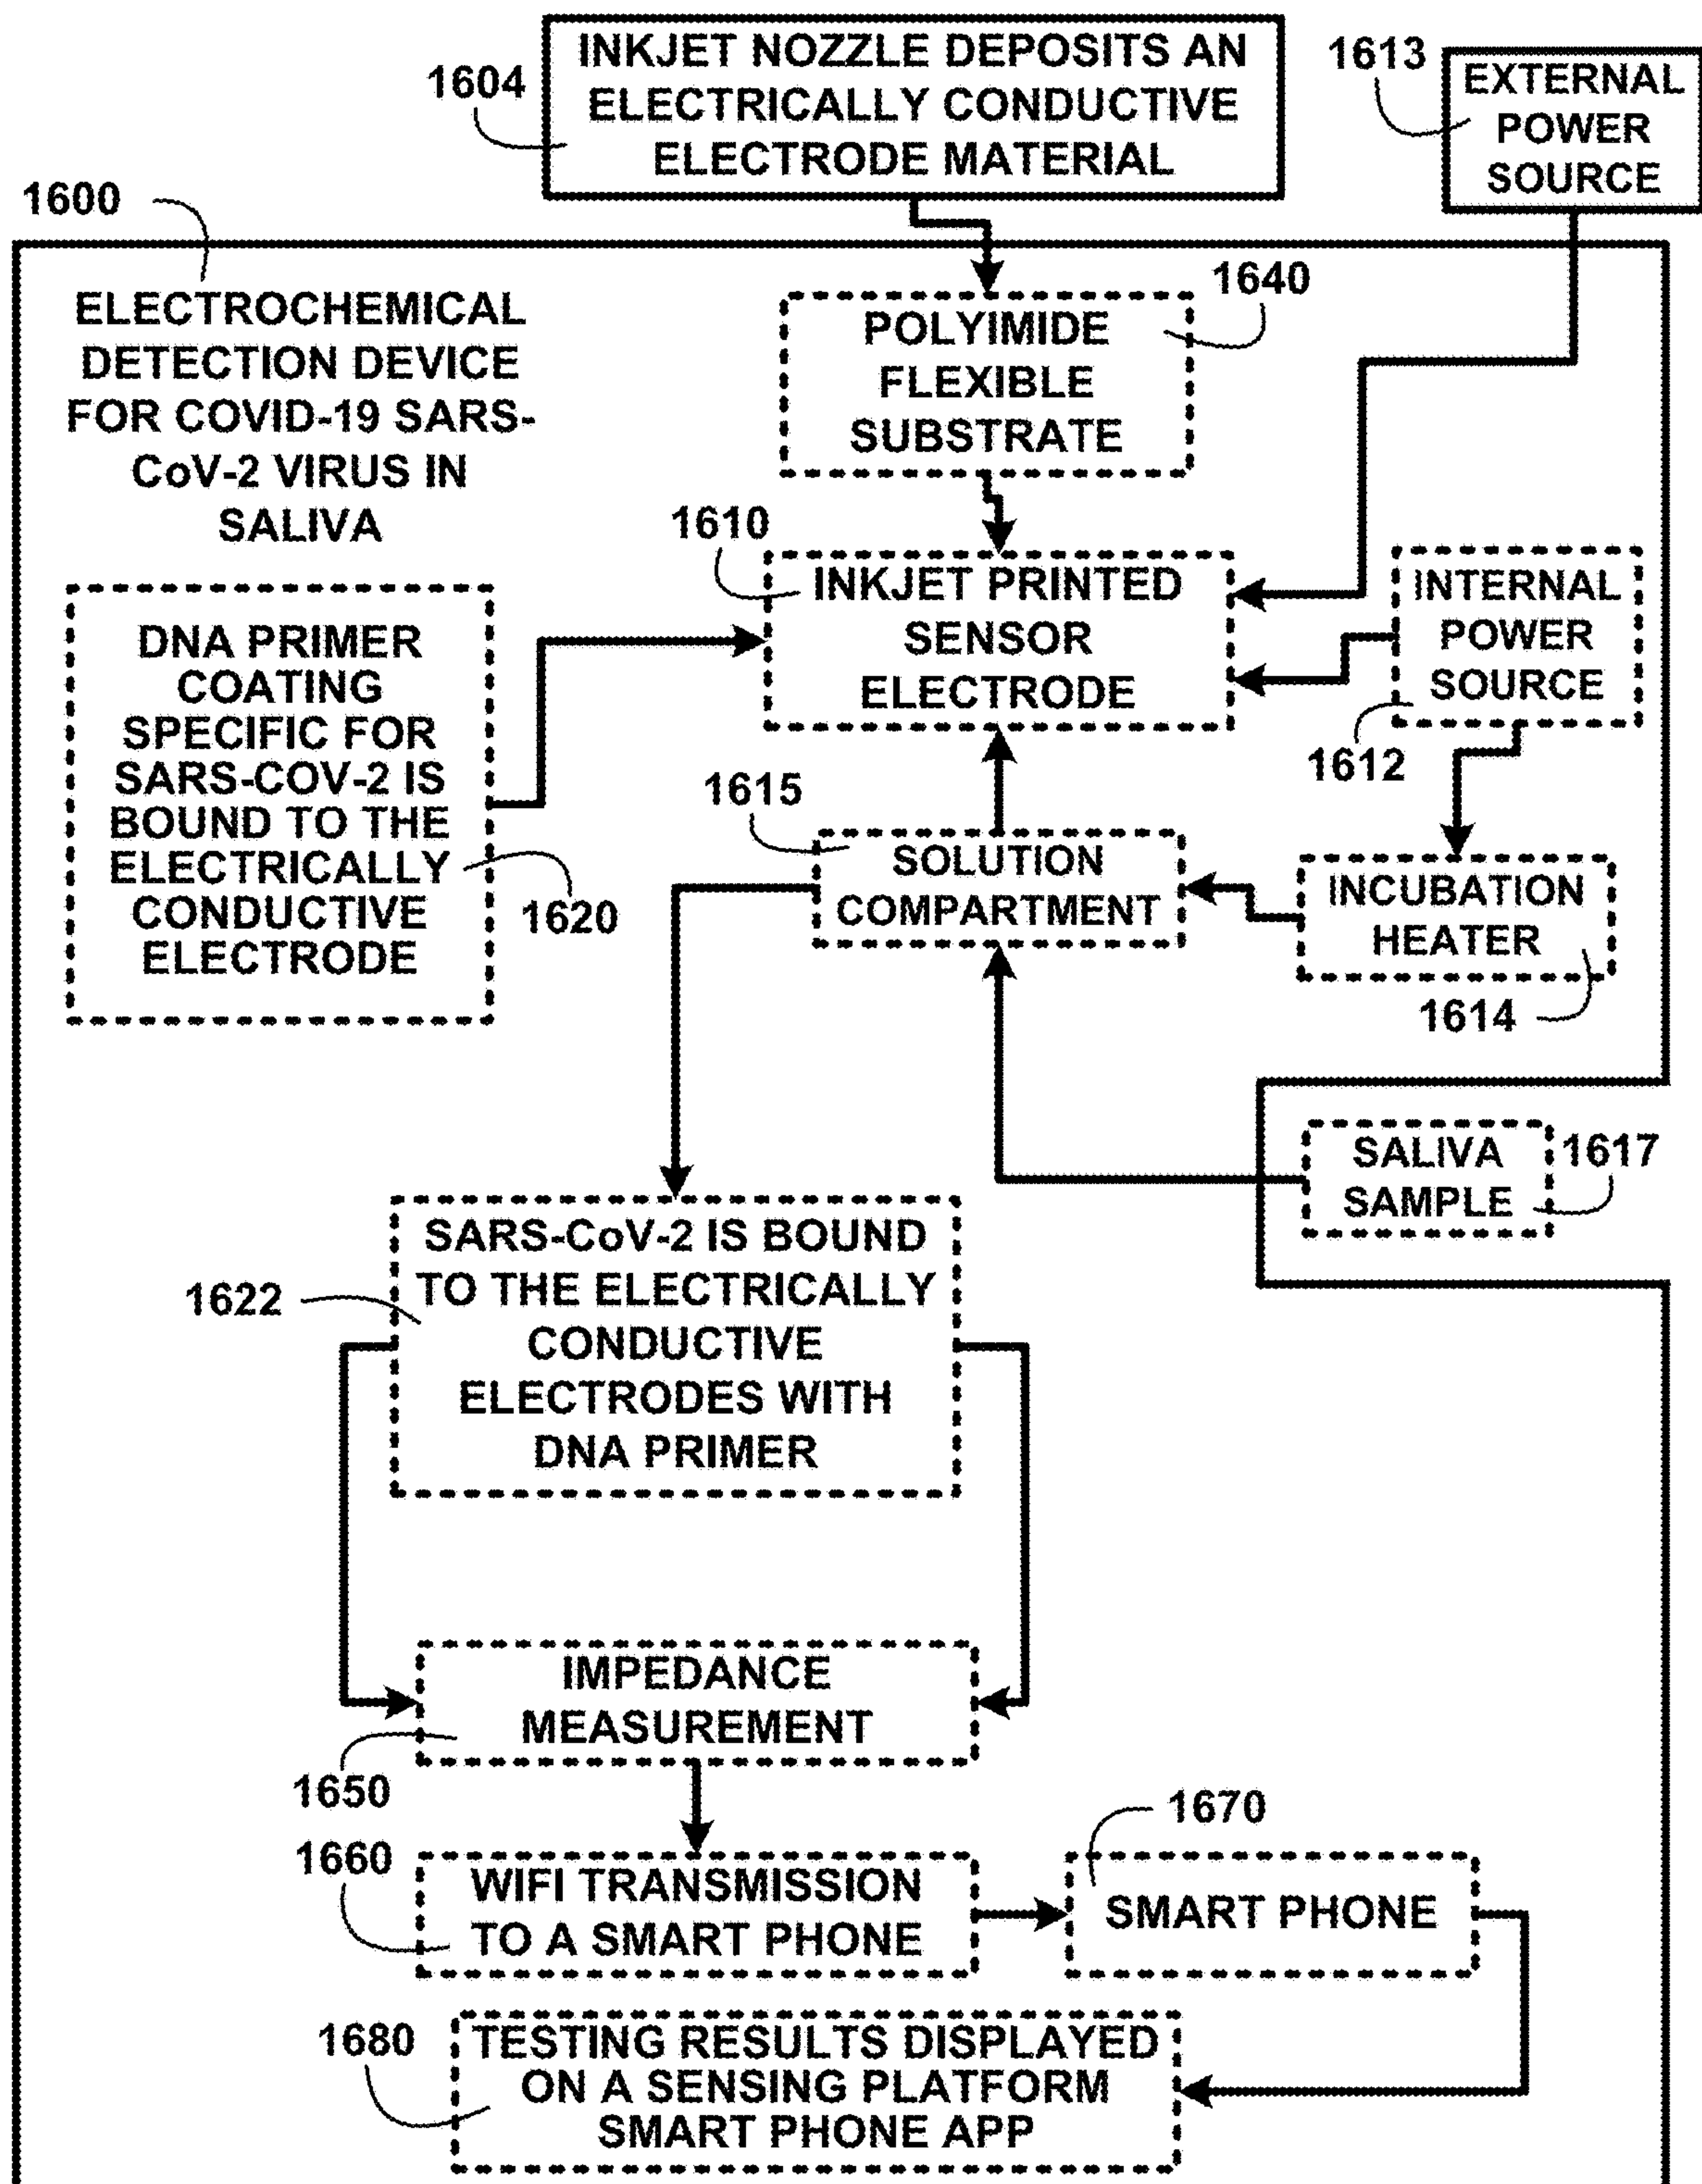 INKJET NOZZLE DEPOSITS AN
ELECTRICALLY CONDUCTIVE
ELECTRODE MATERIAL
1604
1613
EXTERNAL
POWER
SOURCE
1600
ELECTROCHEMICAL
DETECTION DEVICE
FOR COVID-19 SARS-
CoV-2 VIRUS IN
SALIVA
1640
POLYIMIDE
FLEXIBLE
SUBSTRATE
1610
INKJET PRINTED
SENSOR
ELECTRODE
INTERNAL
POWER
SOURCE
1612
DNA PRIMER
COATING
SPECIFIC FOR
SARS-COV-2 IS
BOUND TO THE
ELECTRICALLY
CONDUCTIVE
ELECTRODE
1620
1615
SOLUTION
COMPARTMENT
INCUBATION
HEATER
1614
SALIVA
SAMPLE
1617
SARS-CoV-2 IS BOUND
TO THE ELECTRICALLY
CONDUCTIVE
ELECTRODES WITH
DNA PRIMER
1622
IMPEDANCE
MEASUREMENT
1650
1660
WIFI TRANSMISSION
TO A SMART PHONE
1670
SMART PHONE
1680
TESTING RESULTS DISPLAYED
ON A SENSING PLATFORM
SMART PHONE APP